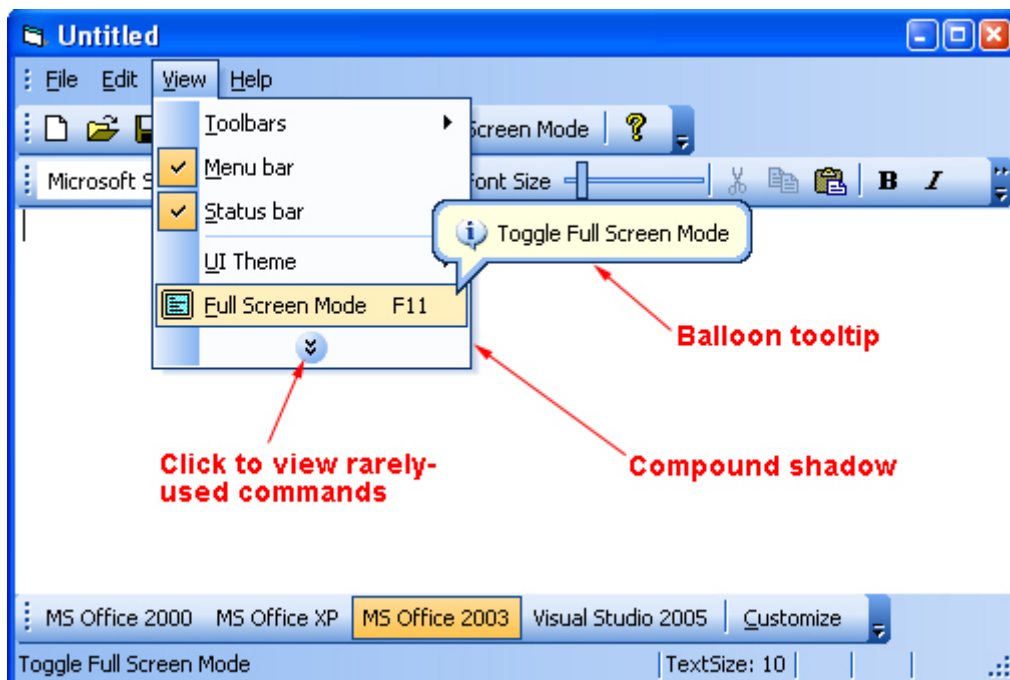 Untitled
File Edit View Help
Toolbars
Screen Mode
Menu bar
Microsoft S
Font Size
B I
Status bar
Toggle Full Screen Mode
UI Theme
Full Screen Mode F11
Balloon tooltip
Click to view rarely-
used commands
Compound shadow
MS Office 2000 MS Office XP MS Office 2003 Visual Studio 2005 Customize
Toggle Full Screen Mode
TextSize: 10